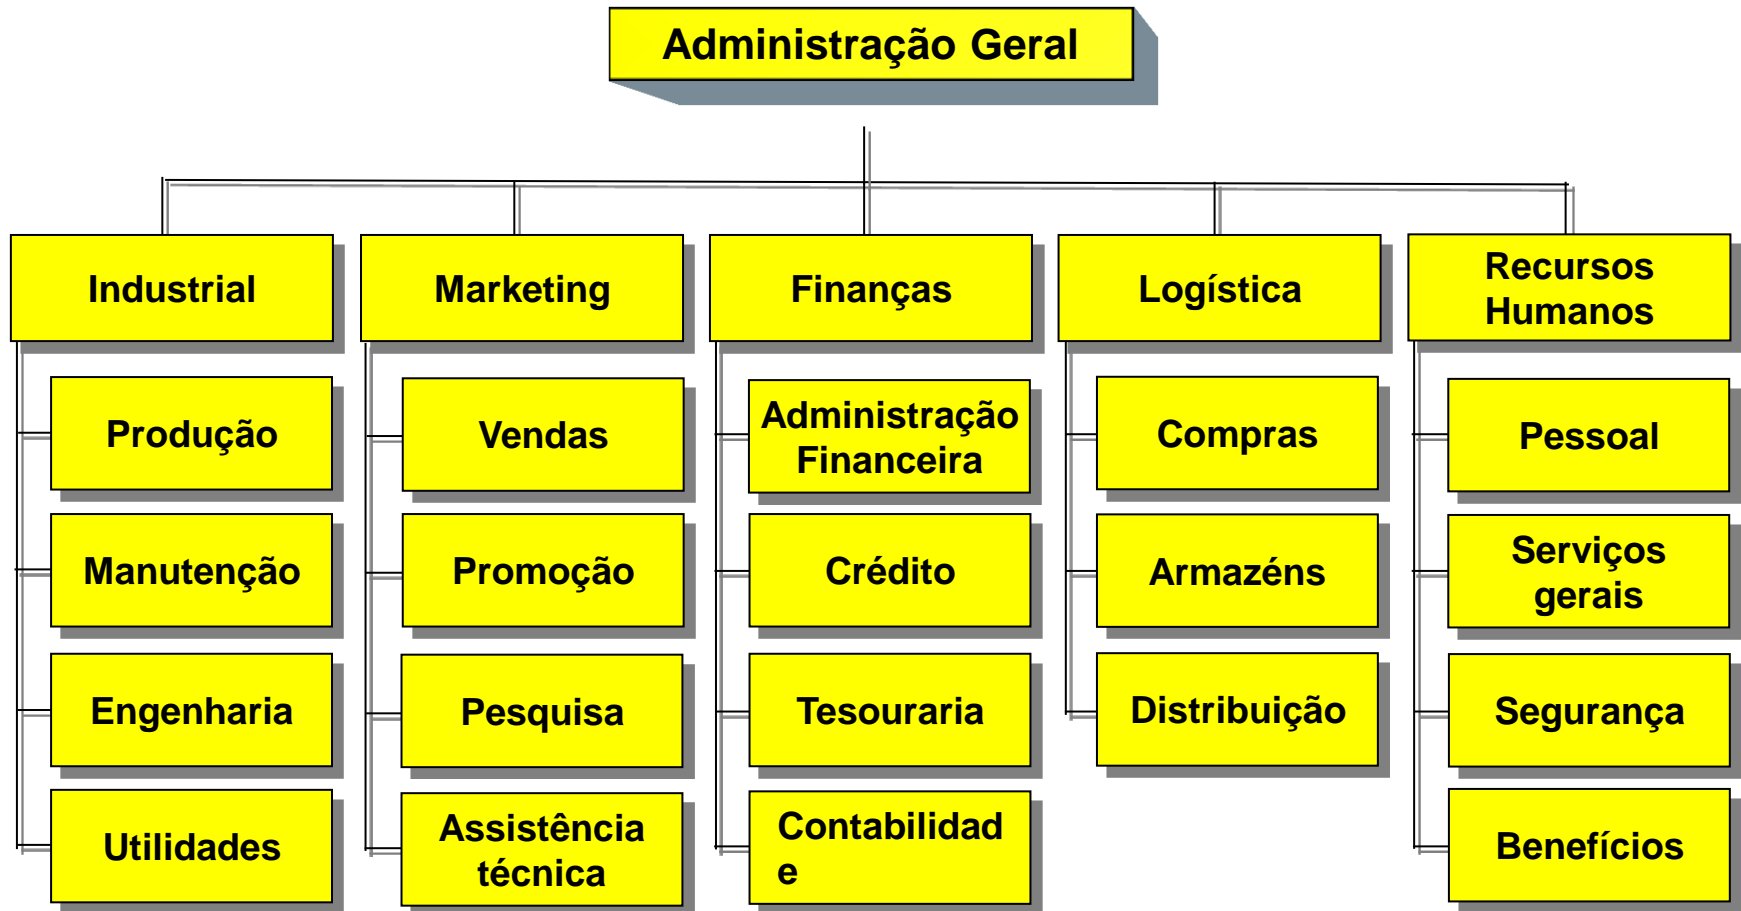 Administração Geral
Industrial
Marketing
Finanças
Logística
Recursos
Humanos
Produção
Vendas
Administração
Financeira
Compras
Pessoal
Manutenção
Promoção
Crédito
Armazéns
Serviços
gerais
Engenharia
Pesquisa
Tesouraria
Distribuição
Segurança
Utilidades
Assistência
técnica
Contabilidad
e
Benefícios